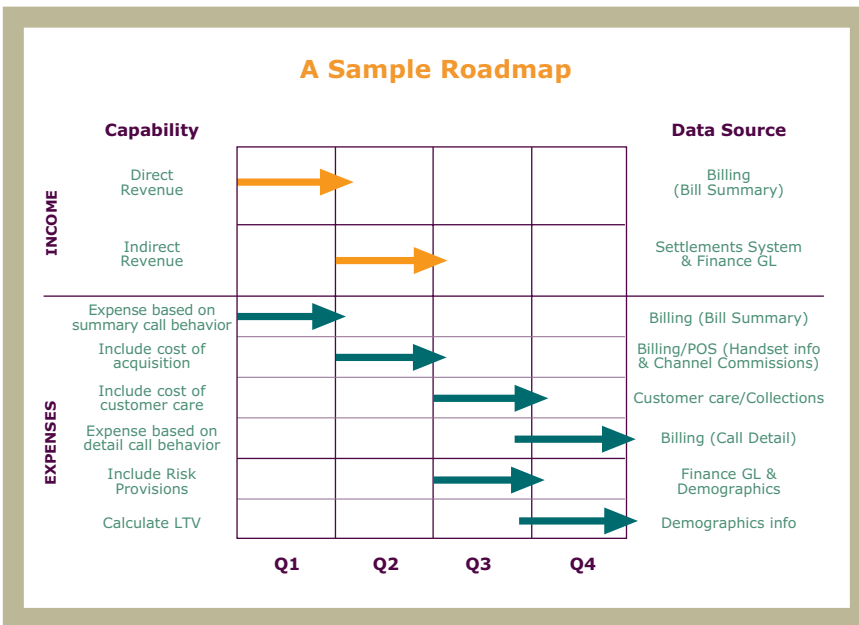 A Sample Roadmap
Capability
Data Source
INCOME
Direct
Revenue
Billing
(Bill Summary)
Indirect
Revenue
Settlements System
& Finance GL
EXPENSES
Expense based on
summary call behavior
Billing (Bill Summary)
Include cost of
acquisition
Billing/POS (Handset info
& Channel Commissions)
Include cost of
customer care
Customer care/Collections
Expense based on
detail call behavior
Billing (Call Detail)
Include Risk
Provisions
Finance GL &
Demographics
Calculate LTV
Demographics info
Q1
Q2
Q3
Q4